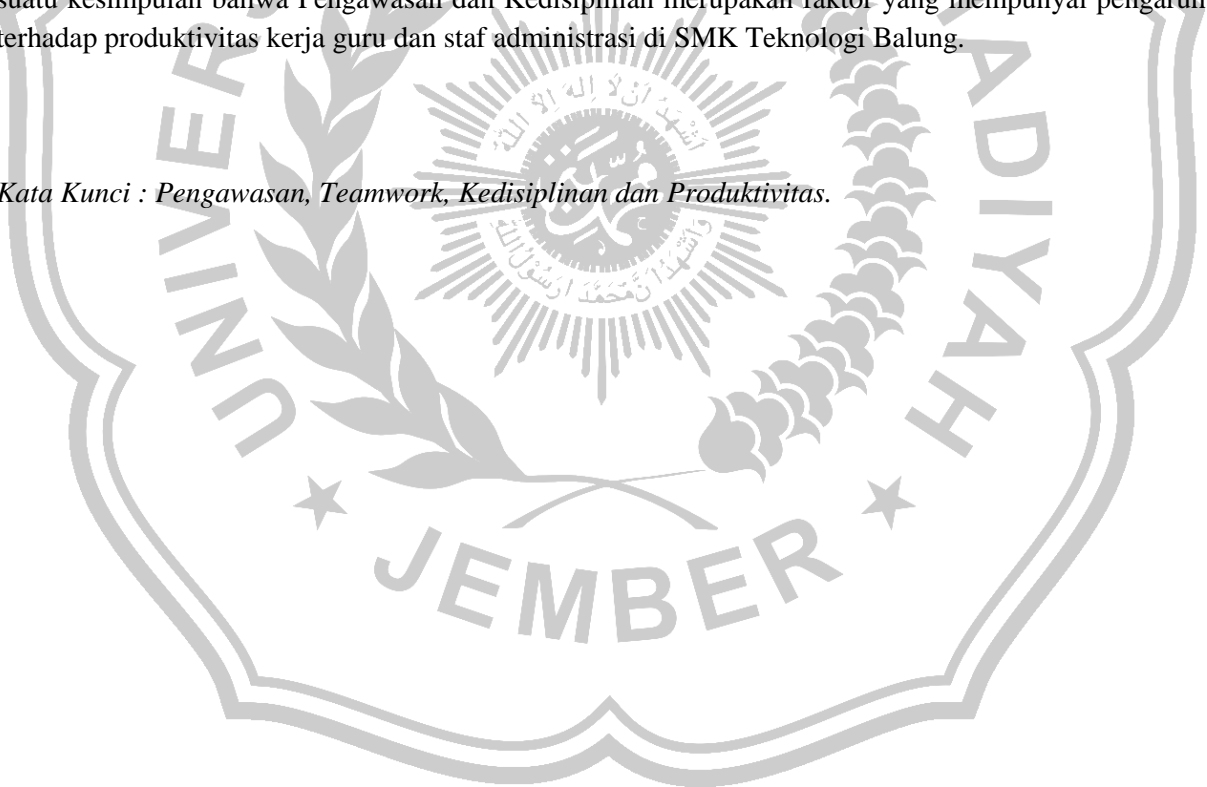 suatu kesimpulan bahwa Pengawasan dan Kedisiplinan merupakan faktor yang mempunyai pengaruh
terhadap produktivitas kerja guru dan staf administrasi di SMK Teknologi Balung.
Kata Kunci : Pengawasan, Teamwork, Kedisiplinan dan Produktivitas.
JEMBER